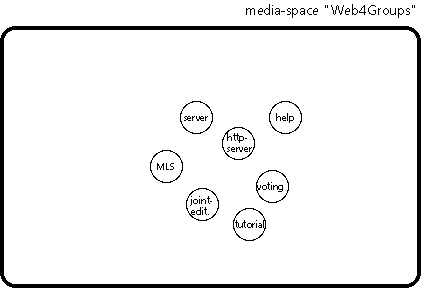 media-space "Web4Groups"
server
help
http-
server
MLS
voting
joint-
edit.
tutorial